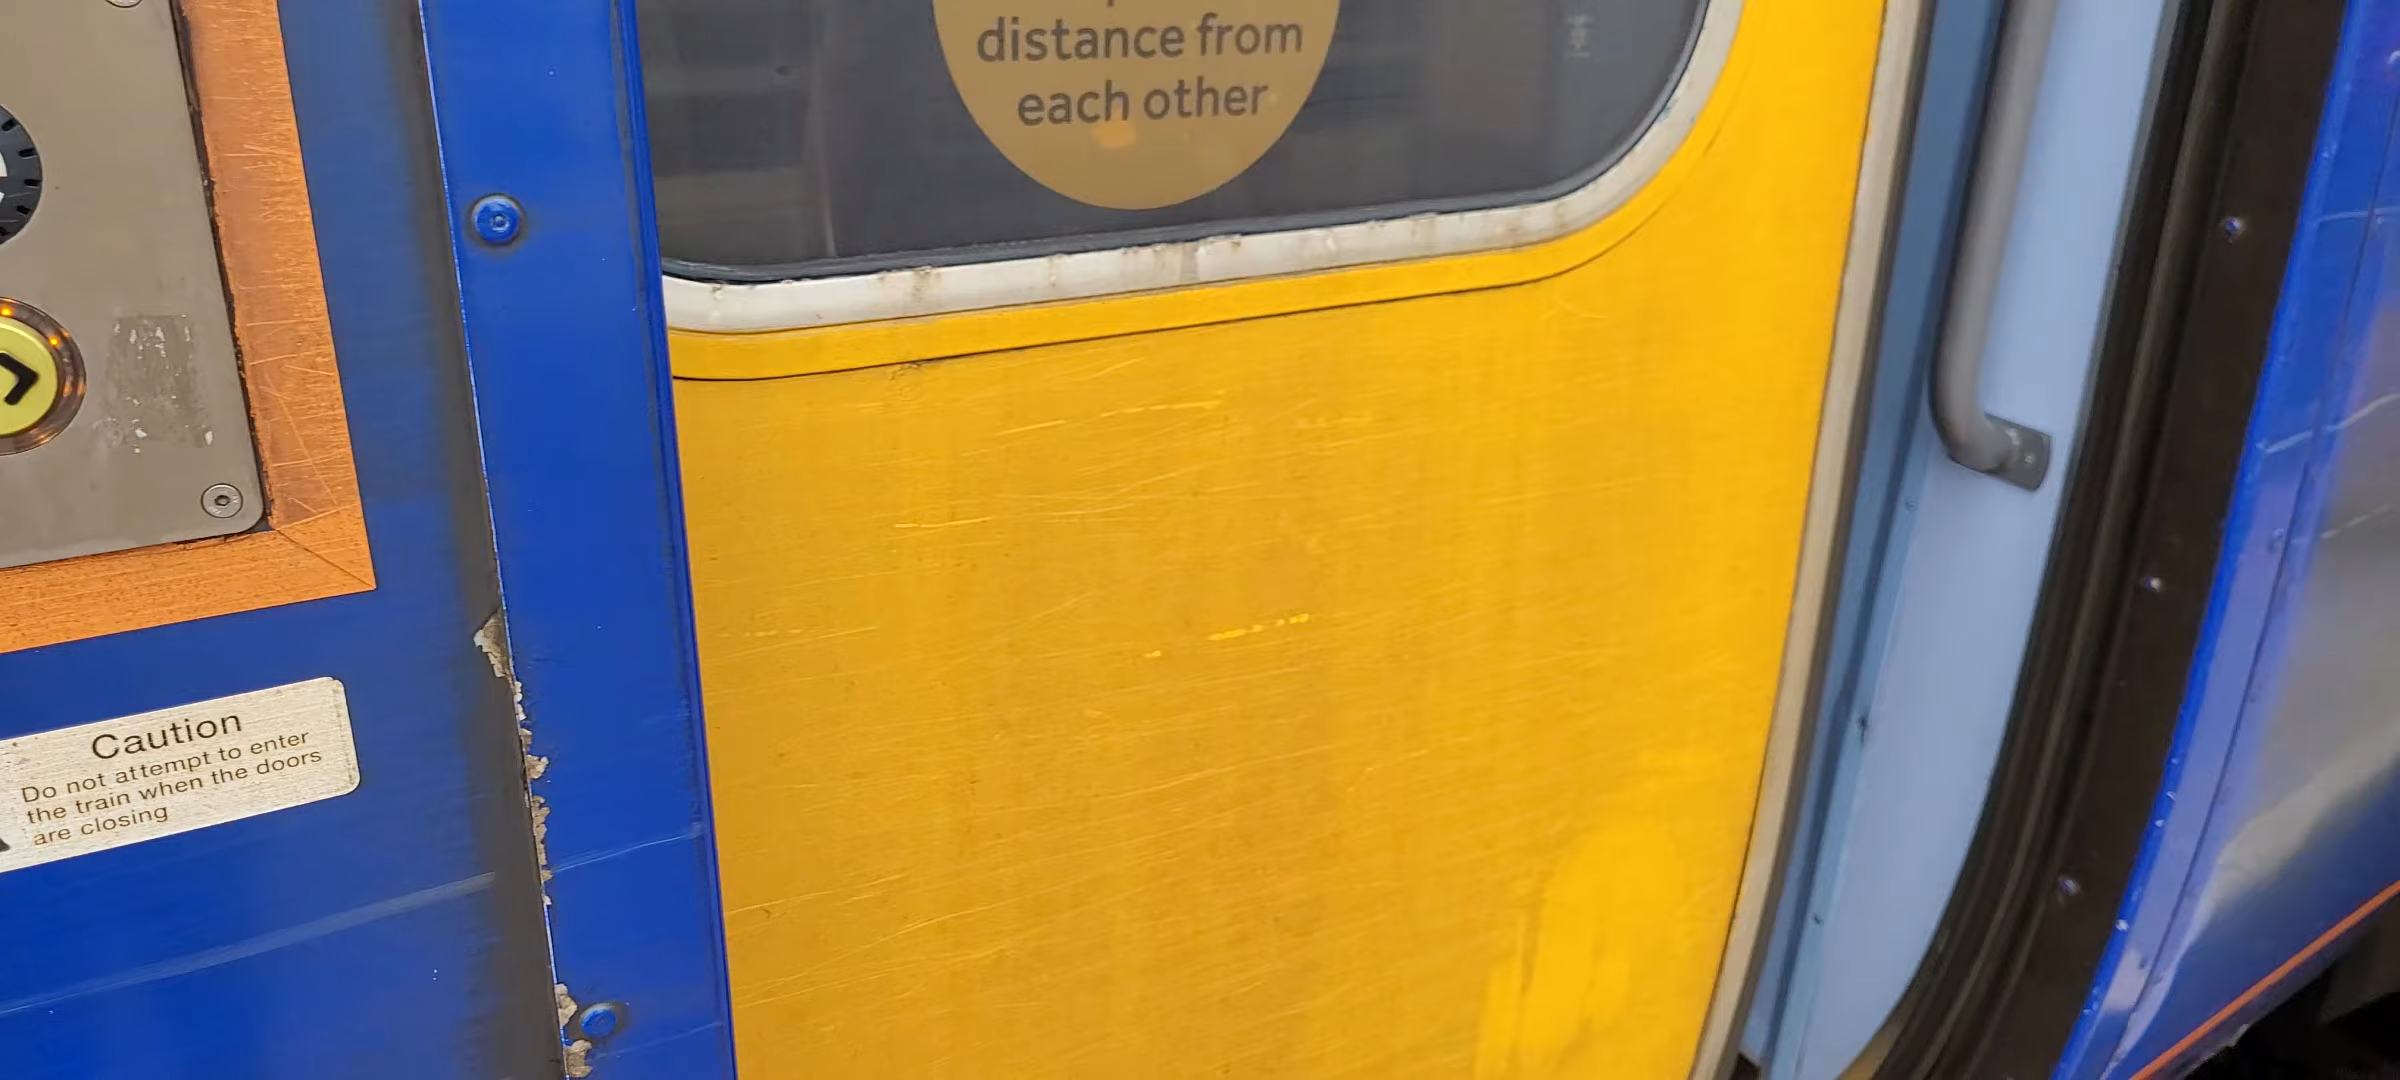 distance from
each other
Caution
Do not attempt to enter
the train when the doors
are closing